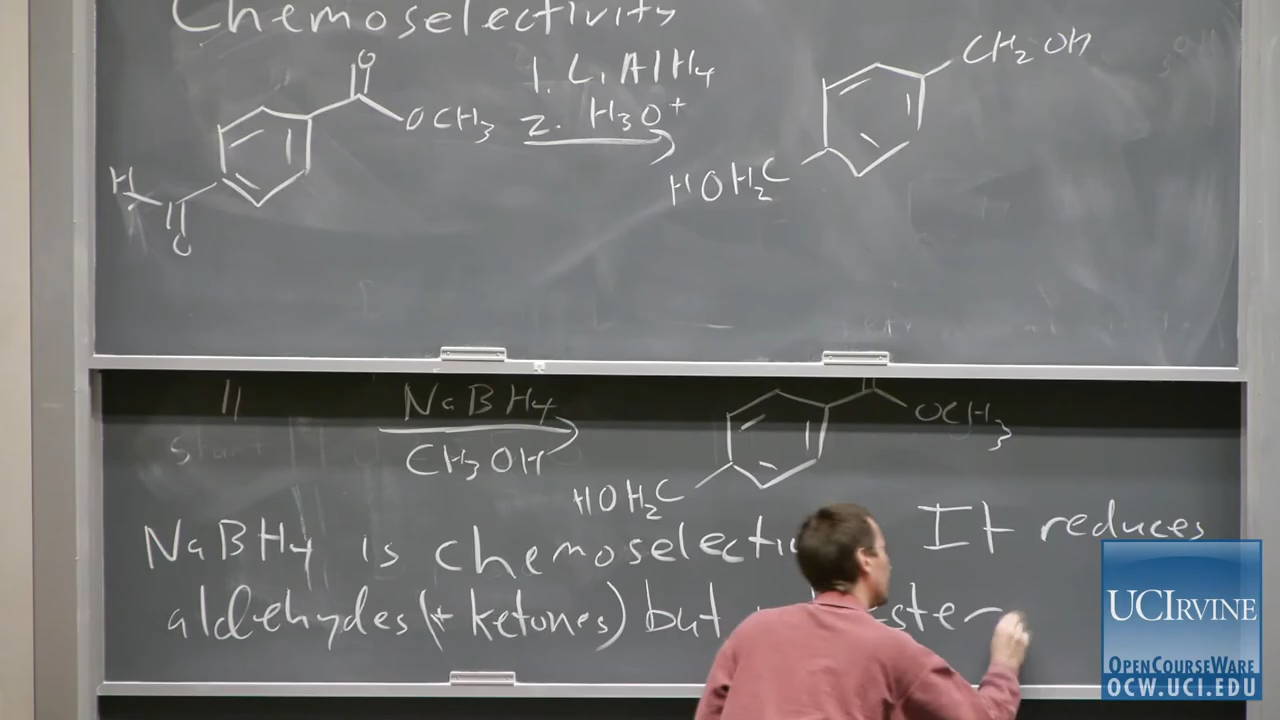 Chemoselectivity
O
OCH3
H
O
1. LiAlH4
2. H3O+
CH2OH
HOH2C
"
start
NaBH4
CH3OH
OCH3
HOH2C
NaBH4 is chemoselecti It reduces
aldehydes (+ ketones) but ester
UCIRVINE
OPENCOURSEWARE
OCW.UCI.EDU